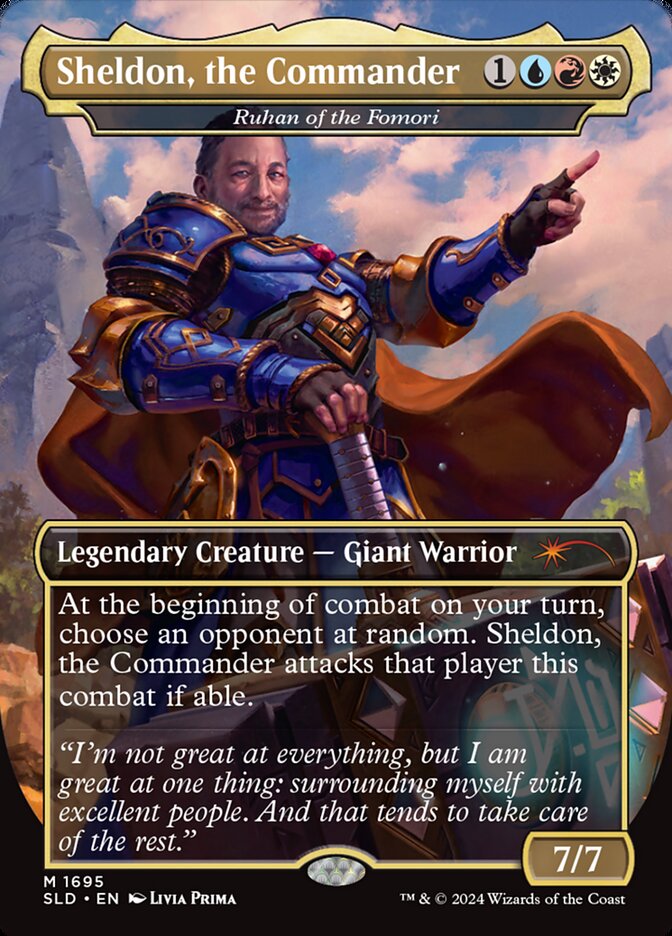 Sheldon, the Commander 1
Ruhan of the Fomori
Legendary Creature — Giant Warrior
At the beginning of combat on your turn,
choose an opponent at random. Sheldon,
the Commander attacks that player this
combat if able.
“I’m not great at everything, but I am
great at one thing: surrounding myself with
excellent people. And that tends to take care
of the rest.”
7/7
M 1695
SLD • EN Livia Prima
™ & © 2024 Wizards of the Coast